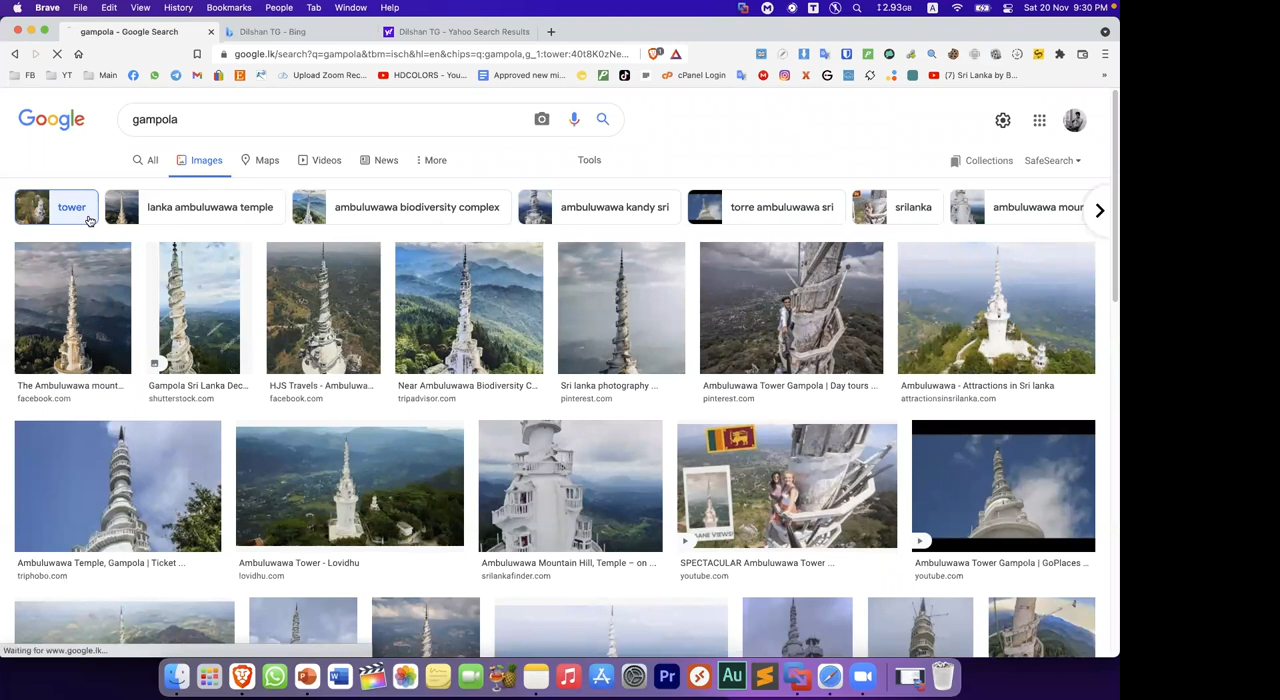 Brave File Edit View History Bookmarks People Tab Window Help 2.93GB A Sat 20 Nov 9:30 PM
gampola - Google Search Dilshan TG - Bing Dilshan TG - Yahoo Search Results
google.lk/search?q=gampola&tbm=isch&hl=en&chips=q:gampola,g_1:tower:40t8K0zNe...
FB YT Main Upload Zoom Rec... HDCOLORS - You... Approved new mi... cPanel Login (7) Sri Lanka by B... »
Google gampola
All Images Maps Videos News More Tools Collections SafeSearch
tower lanka ambuluwawa temple ambuluwawa biodiversity complex ambuluwawa kandy sri torre ambuluwawa sri srilanka ambuluwawa mour
The Ambuluwawa mount... Gampola Sri Lanka Dec... HJS Travels - Ambuluwa... Near Ambuluwawa Biodiversity C... Sri lanka photography ... Ambuluwawa Tower Gampola | Day tours ... Ambuluwawa - Attractions in Sri lanka
facebook.com shutterstock.com facebook.com tripadvisor.com pinterest.com pinterest.com attractionsinsrilanka.com
ANE VIEWS!
Ambuluwawa Temple, Gampola | Ticket ... Ambuluwawa Tower - Lovidhu Ambuluwawa Mountain Hill, Temple – on ... SPECTACULAR Ambuluwawa Tower ... Ambuluwawa Tower Gampola | GoPlaces ...
triphobo.com lovidhu.com srilankafinder.com youtube.com youtube.com
Waiting for www.google.lk...
Pr Au